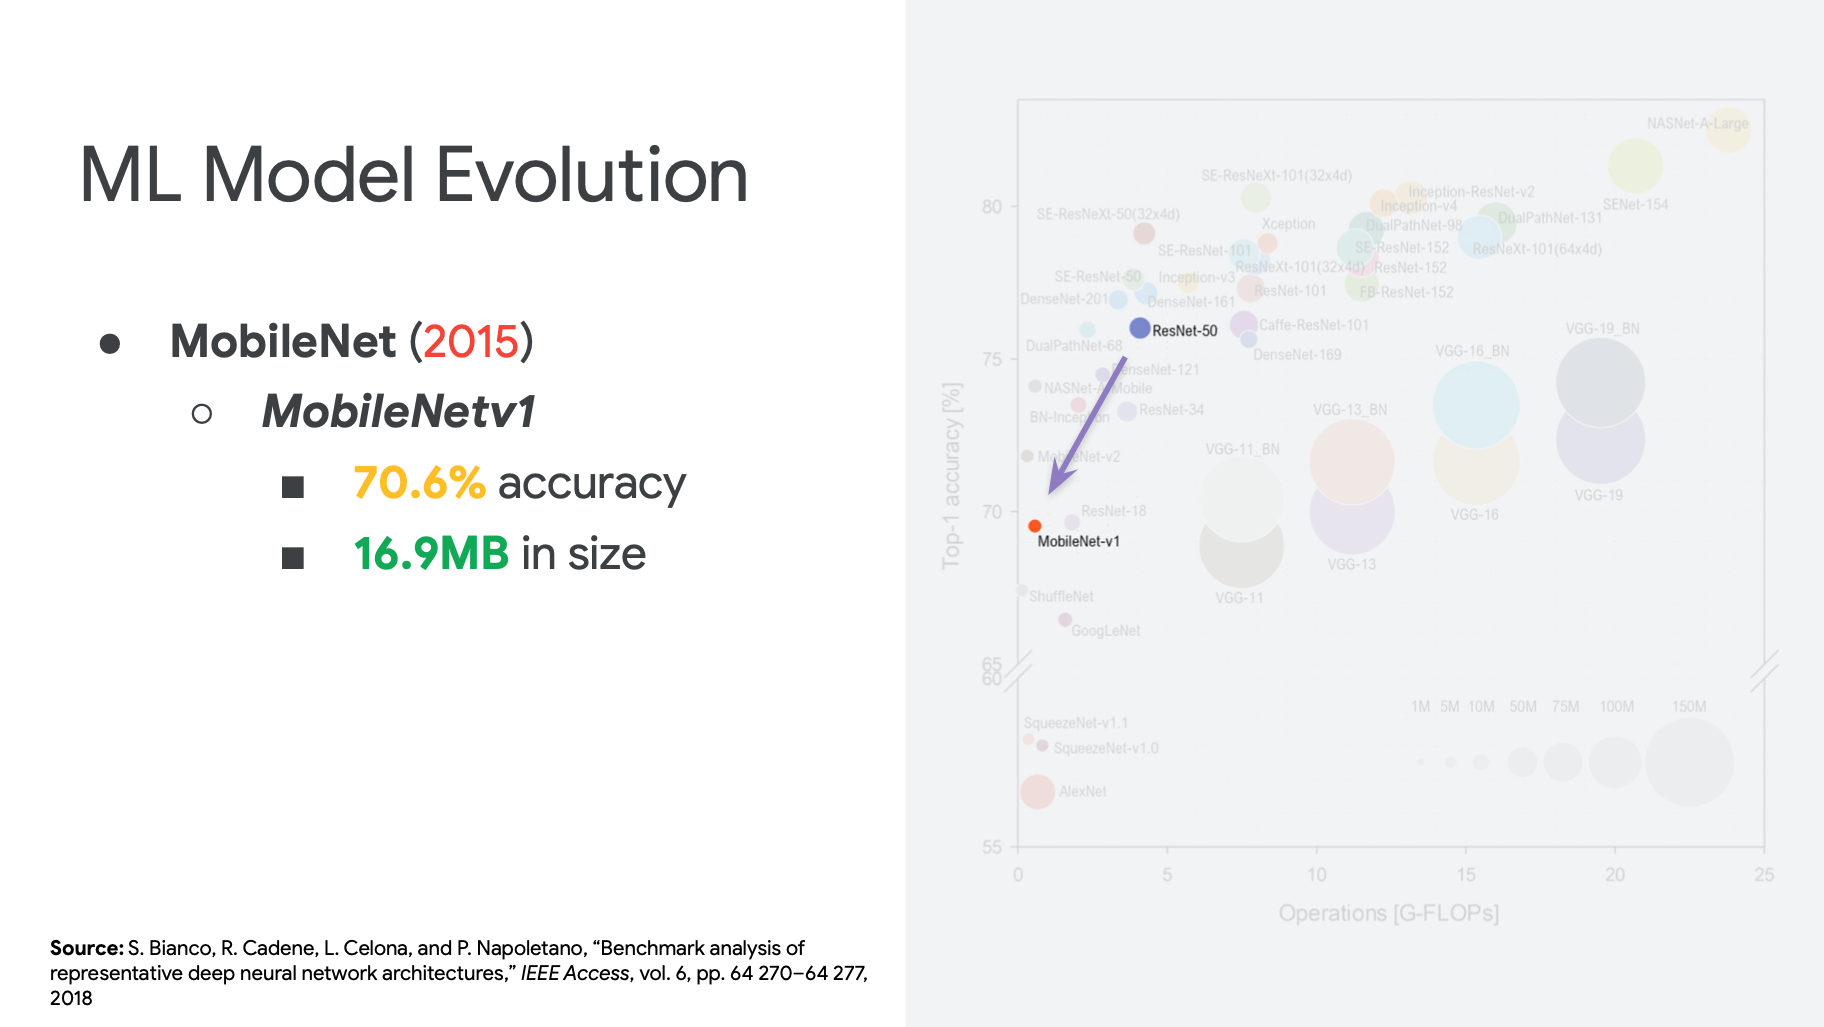 ML Model Evolution
● MobileNet (2015)
○ MobileNetv1
■ 70.6% accuracy
■ 16.9MB in size
Source: S. Bianco, R. Cadene, L. Celona, and P. Napoletano, “Benchmark analysis of
representative deep neural network architectures,” IEEE Access, vol. 6, pp. 64 270–64 277,
2018
NASNet-A-Large
SE-ResNeXt-101(32x4d)
Inception-ResNet-v2
80
Inception-v4
SENet-154
SE-ResNeXt-50(32x4d)
Xception
DualPathNet-98
DualPathNet-131
SE-ResNet-101
SE-ResNet-152
ResNeXt-101(64x4d)
ResNeXt-101(32x4d)
ResNet-152
SE-ResNet-50
Inception-v3
DenseNet-201
DenseNet-161
ResNet-101
FB-ResNet-152
ResNet-50
Caffe-ResNet-101
VGG-19_BN
DualPathNet-68
75
DenseNet-169
VGG-16_BN
DenseNet-121
NASNet-A-Mobile
BN-Inception
ResNet-34
VGG-13_BN
MobileNet-v2
VGG-11_BN
VGG-19
70
ResNet-18
VGG-16
MobileNet-v1
VGG-13
ShuffleNet
VGG-11
GoogLeNet
65
60
1M 5M 10M 50M 75M 100M 150M
SqueezeNet-v1.1
SqueezeNet-v1.0
AlexNet
55
0 5 10 15 20 25
Operations [G-FLOPs]
Top-1 accuracy [%]